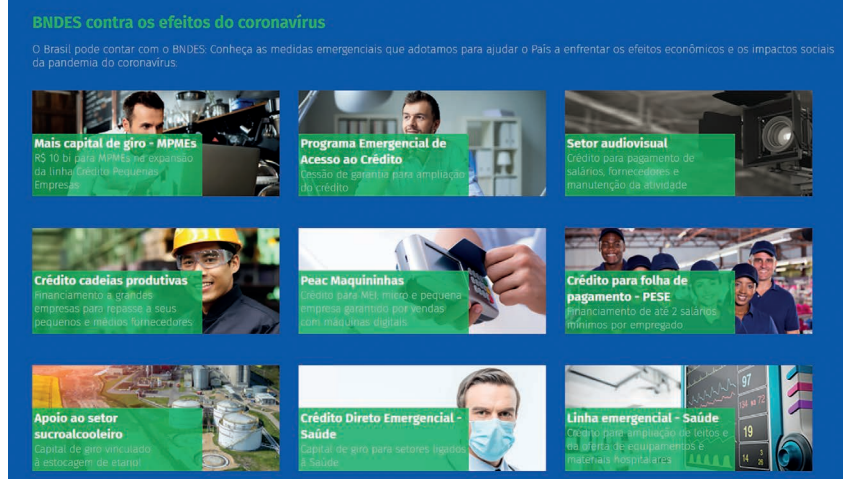 BNDES contra os efeitos do coronavírus
O Brasil pode contar com o BNDES: Conheça as medidas emergenciais que adotamos para ajudar o País a enfrentar os efeitos econômicos e os impactos sociais
da pandemia do coronavírus:
Mais capital de giro - MPMEs
R$ 10 bi para MPMEs na expansão
da linha Crédito Pequenas
Empresas
Programa Emergencial de
Acesso ao Crédito
Cessão de garantia para ampliação
do crédito
Setor audiovisual
Crédito para pagamento de
salários, fornecedores e
manutenção da atividade
Crédito cadeias produtivas
Financiamento a grandes
empresas para repasse a seus
pequenos e médios fornecedores
Peac Maquininhas
Crédito para MEI, micro e pequena
empresa garantido por vendas
com máquinas digitais
Crédito para folha de
pagamento - PESE
Financiamento de até 2 salários
mínimos por empregado
Apoio ao setor
sucroalcooleiro
Capital de giro vinculado
à estocagem de etanol
Crédito Direto Emergencial -
Saúde
Capital de giro para setores ligados
à Saúde
Linha emergencial - Saúde
Crédito para ampliação de leitos e
na oferta de equipamentos e
materiais hospitalares
97
72
19
14